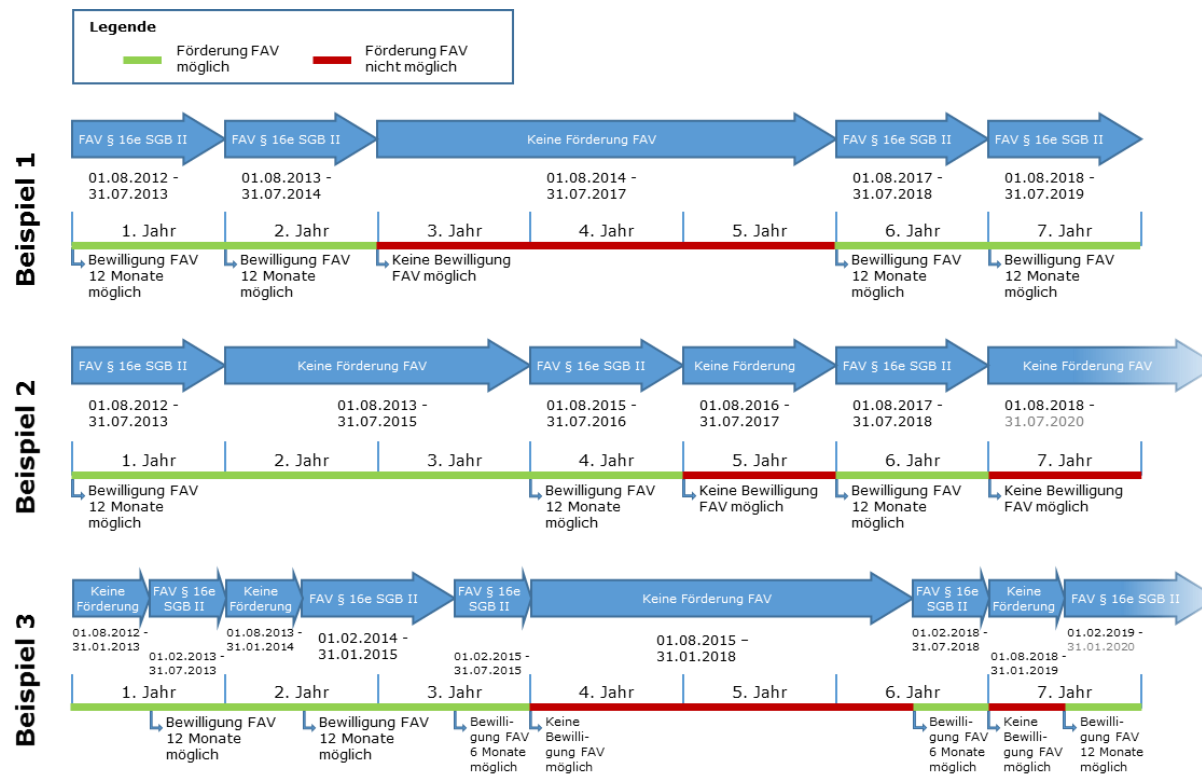 Legende
Förderung FAV
möglich
Förderung FAV
nicht möglich
Beispiel 1
FAV § 16e SGB II
FAV § 16e SGB II
Keine Förderung FAV
FAV § 16e SGB II
FAV § 16e SGB II
01.08.2012 -
31.07.2013
01.08.2013 -
31.07.2014
01.08.2014 -
31.07.2017
01.08.2017 -
31.07.2018
01.08.2018 -
31.07.2019
1. Jahr
2. Jahr
3. Jahr
4. Jahr
5. Jahr
6. Jahr
7. Jahr
Bewilligung FAV
12 Monate
möglich
Bewilligung FAV
12 Monate
möglich
Keine Bewilligung
FAV möglich
Bewilligung FAV
12 Monate
möglich
Bewilligung FAV
12 Monate
möglich
Beispiel 2
FAV § 16e SGB II
Keine Förderung FAV
FAV § 16e SGB II
Keine Förderung
FAV § 16e SGB II
Keine Förderung FAV
01.08.2012 -
31.07.2013
01.08.2013 -
31.07.2015
01.08.2015 -
31.07.2016
01.08.2016 -
31.07.2017
01.08.2017 -
31.07.2018
01.08.2018 -
31.07.2020
1. Jahr
2. Jahr
3. Jahr
4. Jahr
5. Jahr
6. Jahr
7. Jahr
Bewilligung FAV
12 Monate
möglich
Bewilligung FAV
12 Monate
möglich
Keine Bewilligung
FAV möglich
Bewilligung FAV
12 Monate
möglich
Keine Bewilligung
FAV möglich
Beispiel 3
Keine
Förderung
FAV § 16e
SGB II
Keine
Förderung
FAV § 16e SGB II
FAV § 16e
SGB II
Keine Förderung FAV
FAV § 16e
SGB II
Keine
Förderung
FAV § 16e SGB II
01.08.2012 -
31.01.2013
01.02.2013 -
31.07.2013
01.08.2013 -
31.01.2014
01.02.2014 -
31.01.2015
01.02.2015 -
31.07.2015
01.08.2015 –
31.01.2018
01.02.2018 -
31.07.2018
01.08.2018 -
31.01.2019
01.02.2019 -
31.01.2020
1. Jahr
2. Jahr
3. Jahr
4. Jahr
5. Jahr
6. Jahr
7. Jahr
Bewilligung FAV
12 Monate
möglich
Bewilligung FAV
12 Monate
möglich
Bewilli-
gung FAV
6 Monate
möglich
Keine
Bewilli-
gung FAV
möglich
Bewilli-
gung FAV
6 Monate
möglich
Keine
Bewilli-
gung FAV
möglich
Bewilli-
gung FAV
12 Monate
möglich